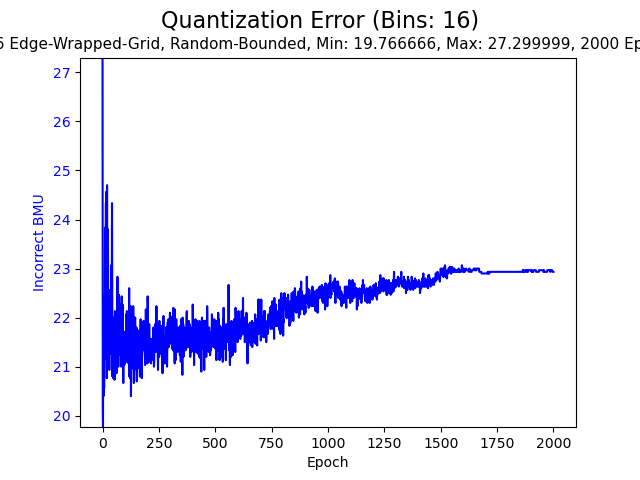 Quantization Error (Bins: 16)
6 Edge-Wrapped-Grid, Random-Bounded, Min: 19.766666, Max: 27.299999, 2000 Ep
27
26
25
24
23
22
21
20
Incorrect BMU
0 250 500 750 1000 1250 1500 1750 2000
Epoch